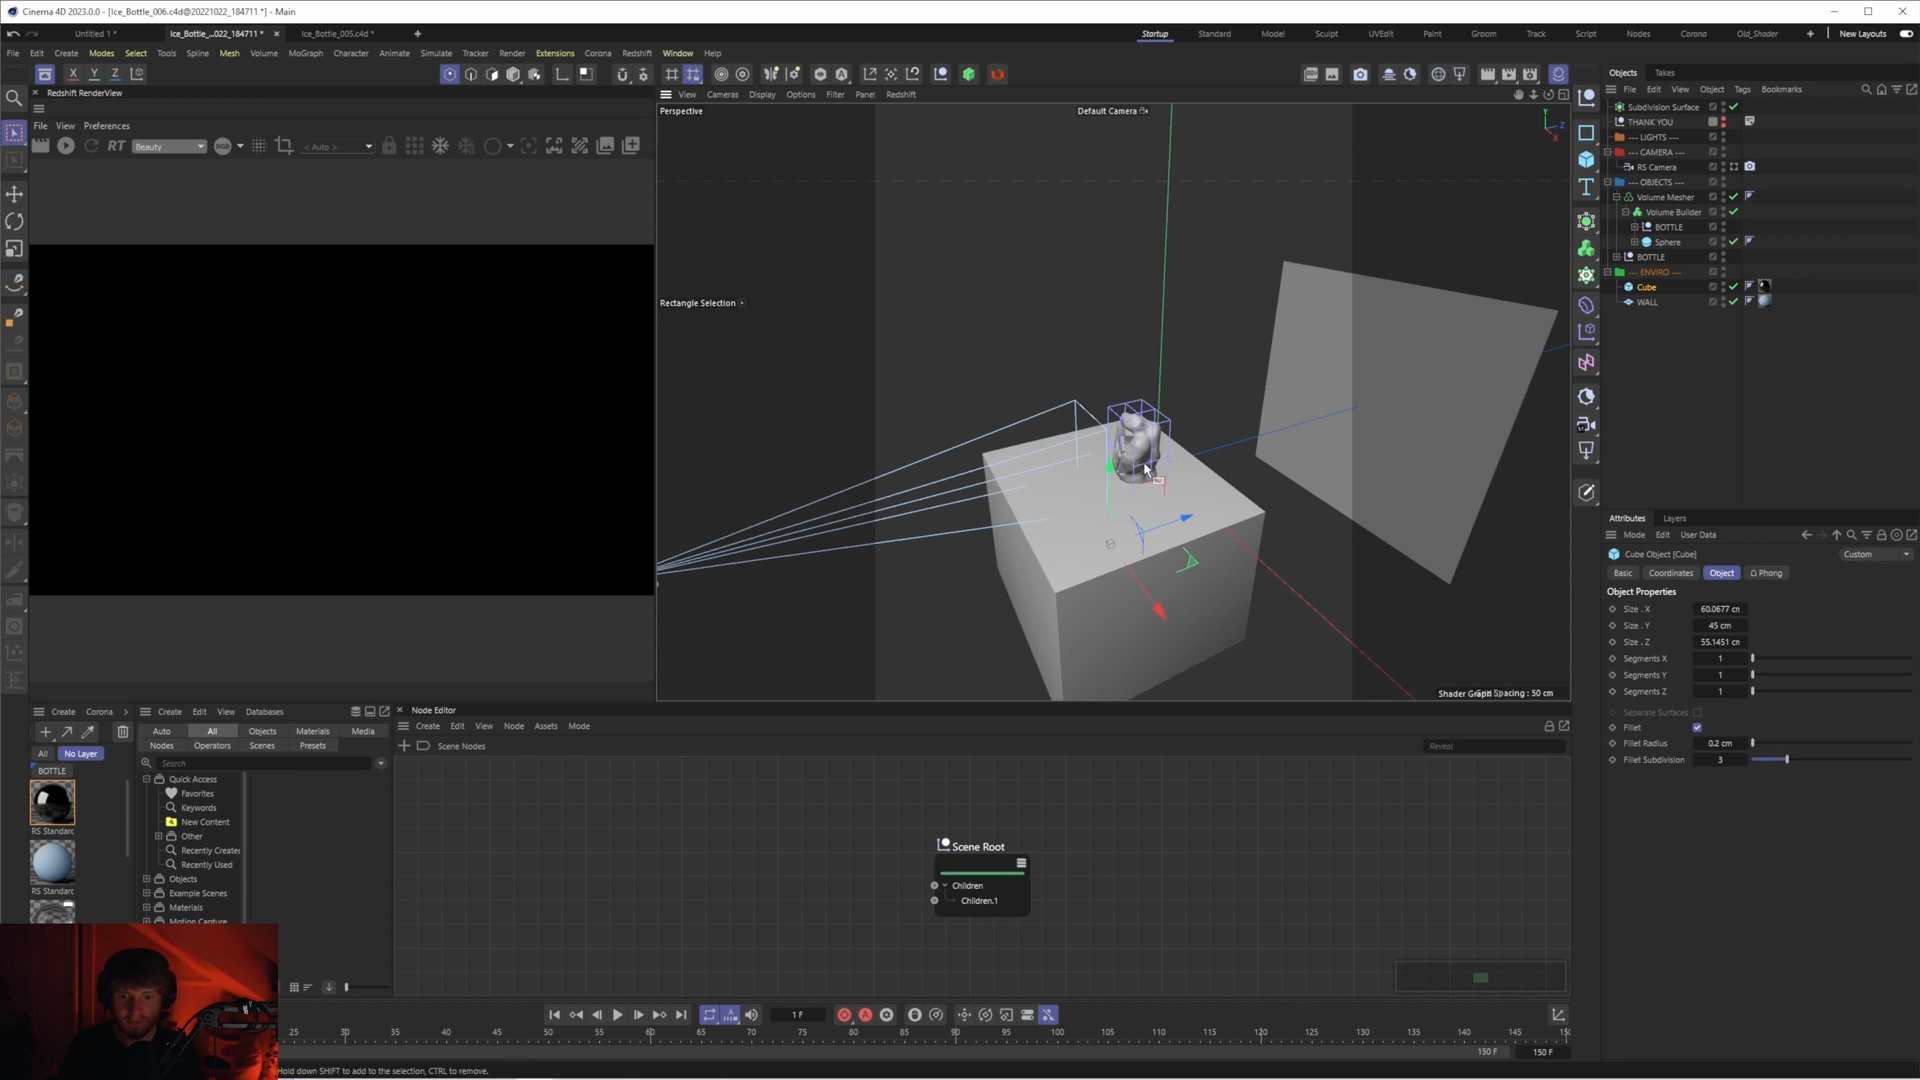 Cinema 4D 2023.0.0 - [Ice_Bottle_006.c4d@20221022_184711 *] - Main
Untitled 1 *
Ice_Bottle_...022_184711 *
Ice_Bottle_005.c4d *
Startup
Standard
Model
Sculpt
UVEdit
Paint
Groom
Track
Script
Nodes
Corona
Old_Shader
New Layouts
File Edit Create Modes Select Tools Spline Mesh Volume MoGraph Character Animate Simulate Tracker Render Extensions Corona Redshift Window Help
X Y Z
Redshift RenderView
File View Preferences
RT
Beauty
RGB
< Auto >
View Cameras Display Options Filter Panel Redshift
Perspective
Default Camera
Rectangle Selection
Grid Spacing : 50 cm
Objects Takes
File Edit View Object Tags Bookmarks
Subdivision Surface
THANK YOU
--- LIGHTS ---
--- CAMERA ---
RS Camera
--- OBJECTS ---
Volume Mesher
Volume Builder
BOTTLE
Sphere
BOTTLE
--- ENVIRO ---
Cube
WALL
Attributes Layers
Mode Edit User Data
Cube Object [Cube]
Custom
Basic Coordinates Object Phong
Object Properties
Size . X 60.0677 cn
Size . Y 45 cm
Size . Z 55.1451 cn
Segments X 1
Segments Y 1
Segments Z 1
Separate Surfaces
Fillet
Fillet Radius 0.2 cm
Fillet Subdivision 3
Create Corona
All No Layer
BOTTLE
RS Standarc
RS Standarc
Create Edit View Databases
Auto All Objects Materials Media
Nodes Operators Scenes Presets
Search
Quick Access
Favorites
Keywords
New Content
Other
Recently Createc
Recently Used
Objects
Example Scenes
Materials
Motion Capture
Node Editor
Create Edit View Node Assets Mode
Scene Nodes
Reveal
Scene Root
Children
Children.1
1 F
25 30 35 40 45 50 55 60 65 70 75 80 85 90 95 100 105 110 115 120 125 130 135 140 145
150 F
150 F
Hold down SHIFT to add to the selection, CTRL to remove.